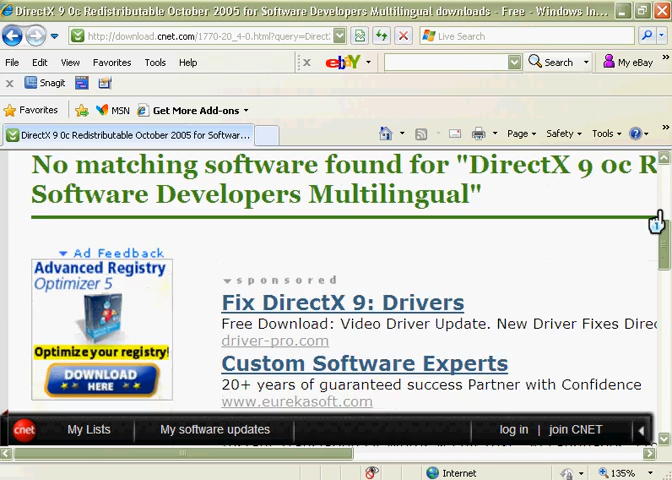 DirectX 9 0c Redistributable October 2005 for Software Developers Multilingual downloads - Free - Windows In...
http://download.cnet.com/1770-20_4-0.html?query=Direct
Live Search
File Edit View Favorites Tools Help
x ebY Search My eBay
x Snagit
Favorites MSN Get More Add-ons
DirectX 9 0c Redistributable October 2005 for Softwar... Page Safety Tools
No matching software found for "DirectX 9 0c R
Software Developers Multilingual"
Ad Feedback
Advanced Registry
Optimizer 5
Optimize your registry!
DOWNLOAD
HERE
sponsored
Fix DirectX 9: Drivers
Free Download: Video Driver Update. New Driver Fixes Direc
driver-pro.com
Custom Software Experts
20+ years of guaranteed success Partner with Confidence
www.eurekasoft.com
cnet My Lists My software updates log in | join CNET
Internet 135%